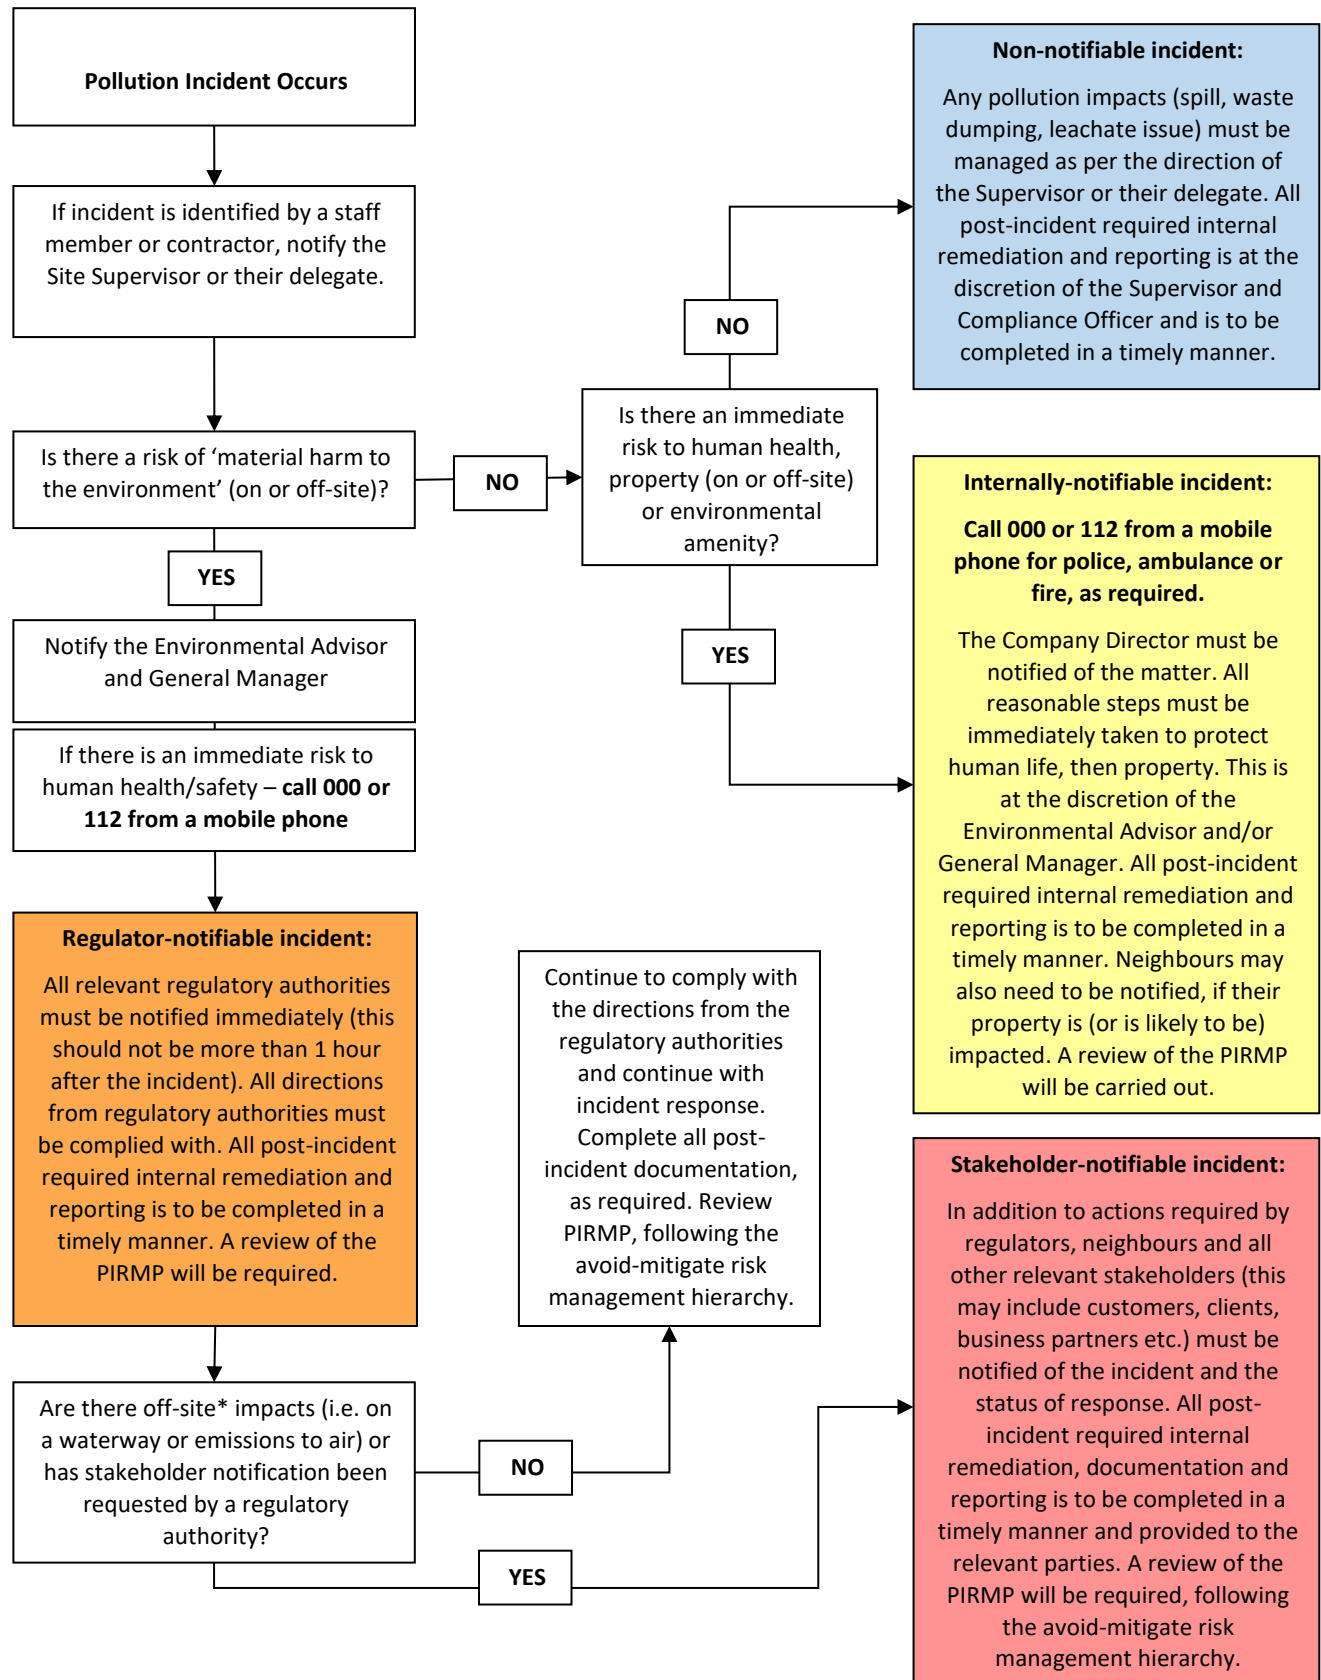 Pollution Incident Occurs
If incident is identified by a staff
member or contractor, notify the
Site Supervisor or their delegate.
Is there a risk of ‘material harm to
the environment’ (on or off-site)?
NO
YES
Notify the Environmental Advisor
and General Manager
If there is an immediate risk to
human health/safety – call 000 or
112 from a mobile phone
Regulator-notifiable incident:
All relevant regulatory authorities
must be notified immediately (this
should not be more than 1 hour
after the incident). All directions
from regulatory authorities must
be complied with. All post-incident
required internal remediation and
reporting is to be completed in a
timely manner. A review of the
PIRMP will be required.
Are there off-site* impacts (i.e. on
a waterway or emissions to air) or
has stakeholder notification been
requested by a regulatory
authority?
NO
YES
Continue to comply with
the directions from the
regulatory authorities
and continue with
incident response.
Complete all post-
incident documentation,
as required. Review
PIRMP, following the
avoid-mitigate risk
management hierarchy.
Is there an immediate
risk to human health,
property (on or off-site)
or environmental
amenity?
NO
YES
Non-notifiable incident:
Any pollution impacts (spill, waste
dumping, leachate issue) must be
managed as per the direction of
the Supervisor or their delegate. All
post-incident required internal
remediation and reporting is at the
discretion of the Supervisor and
Compliance Officer and is to be
completed in a timely manner.
Internally-notifiable incident:
Call 000 or 112 from a mobile
phone for police, ambulance or
fire, as required.
The Company Director must be
notified of the matter. All
reasonable steps must be
immediately taken to protect
human life, then property. This is
at the discretion of the
Environmental Advisor and/or
General Manager. All post-incident
required internal remediation and
reporting is to be completed in a
timely manner. Neighbours may
also need to be notified, if their
property is (or is likely to be)
impacted. A review of the PIRMP
will be carried out.
Stakeholder-notifiable incident:
In addition to actions required by
regulators, neighbours and all
other relevant stakeholders (this
may include customers, clients,
business partners etc.) must be
notified of the incident and the
status of response. All post-
incident required internal
remediation, documentation and
reporting is to be completed in a
timely manner and provided to the
relevant parties. A review of the
PIRMP will be required, following
the avoid-mitigate risk
management hierarchy.